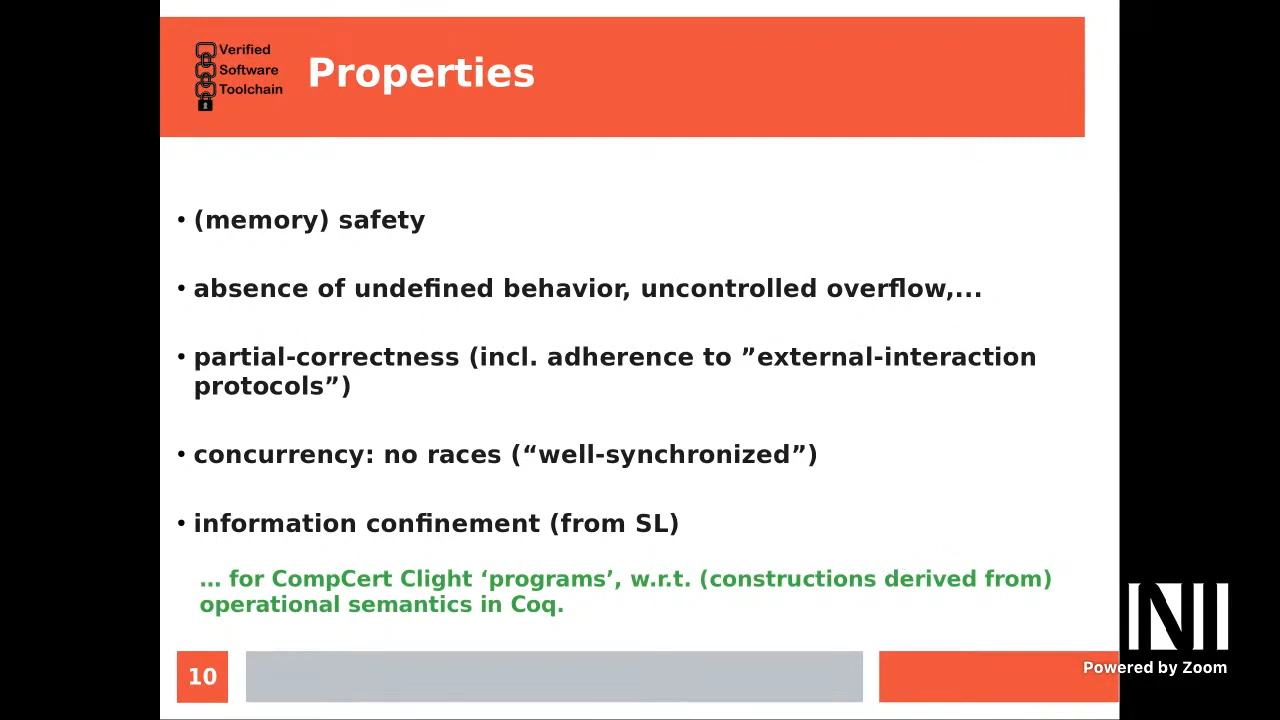 Verified
Software
Toolchain
Properties
• (memory) safety
• absence of undefined behavior, uncontrolled overflow,...
• partial-correctness (incl. adherence to ”external-interaction
protocols”)
• concurrency: no races (“well-synchronized”)
• information confinement (from SL)
… for CompCert Clight ‘programs’, w.r.t. (constructions derived from)
operational semantics in Coq.
10
NII
Powered by Zoom